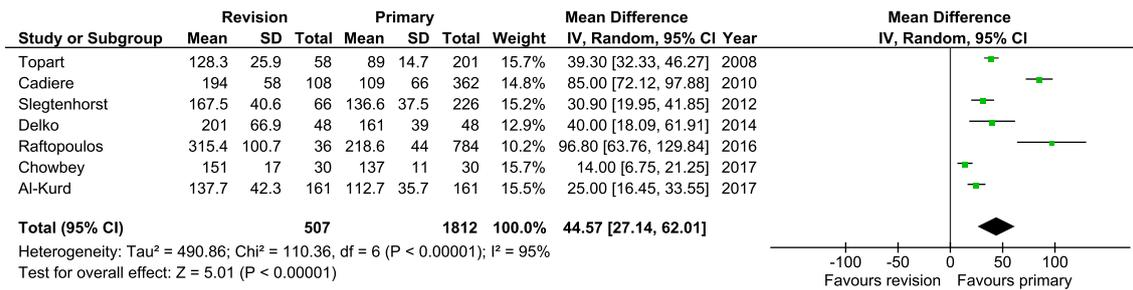 Revision Primary Mean Difference Mean Difference
Study or Subgroup Mean SD Total Mean SD Total Weight IV, Random, 95% CI Year IV, Random, 95% CI
Topart 128.3 25.9 58 89 14.7 201 15.7% 39.30 [32.33, 46.27] 2008
Cadiere 194 58 108 109 66 362 14.8% 85.00 [72.12, 97.88] 2010
Slegtenhorst 167.5 40.6 66 136.6 37.5 226 15.2% 30.90 [19.95, 41.85] 2012
Delko 201 66.9 48 161 39 48 12.9% 40.00 [18.09, 61.91] 2014
Raftopoulos 315.4 100.7 36 218.6 44 784 10.2% 96.80 [63.76, 129.84] 2016
Chowbey 151 17 30 137 11 30 15.7% 14.00 [6.75, 21.25] 2017
Al-Kurd 137.7 42.3 161 112.7 35.7 161 15.5% 25.00 [16.45, 33.55] 2017
Total (95% CI) 507 1812 100.0% 44.57 [27.14, 62.01]
Heterogeneity: Tau² = 490.86; Chi² = 110.36, df = 6 (P < 0.00001); I² = 95%
Test for overall effect: Z = 5.01 (P < 0.00001)
-100 -50 0 50 100
Favours revision Favours primary